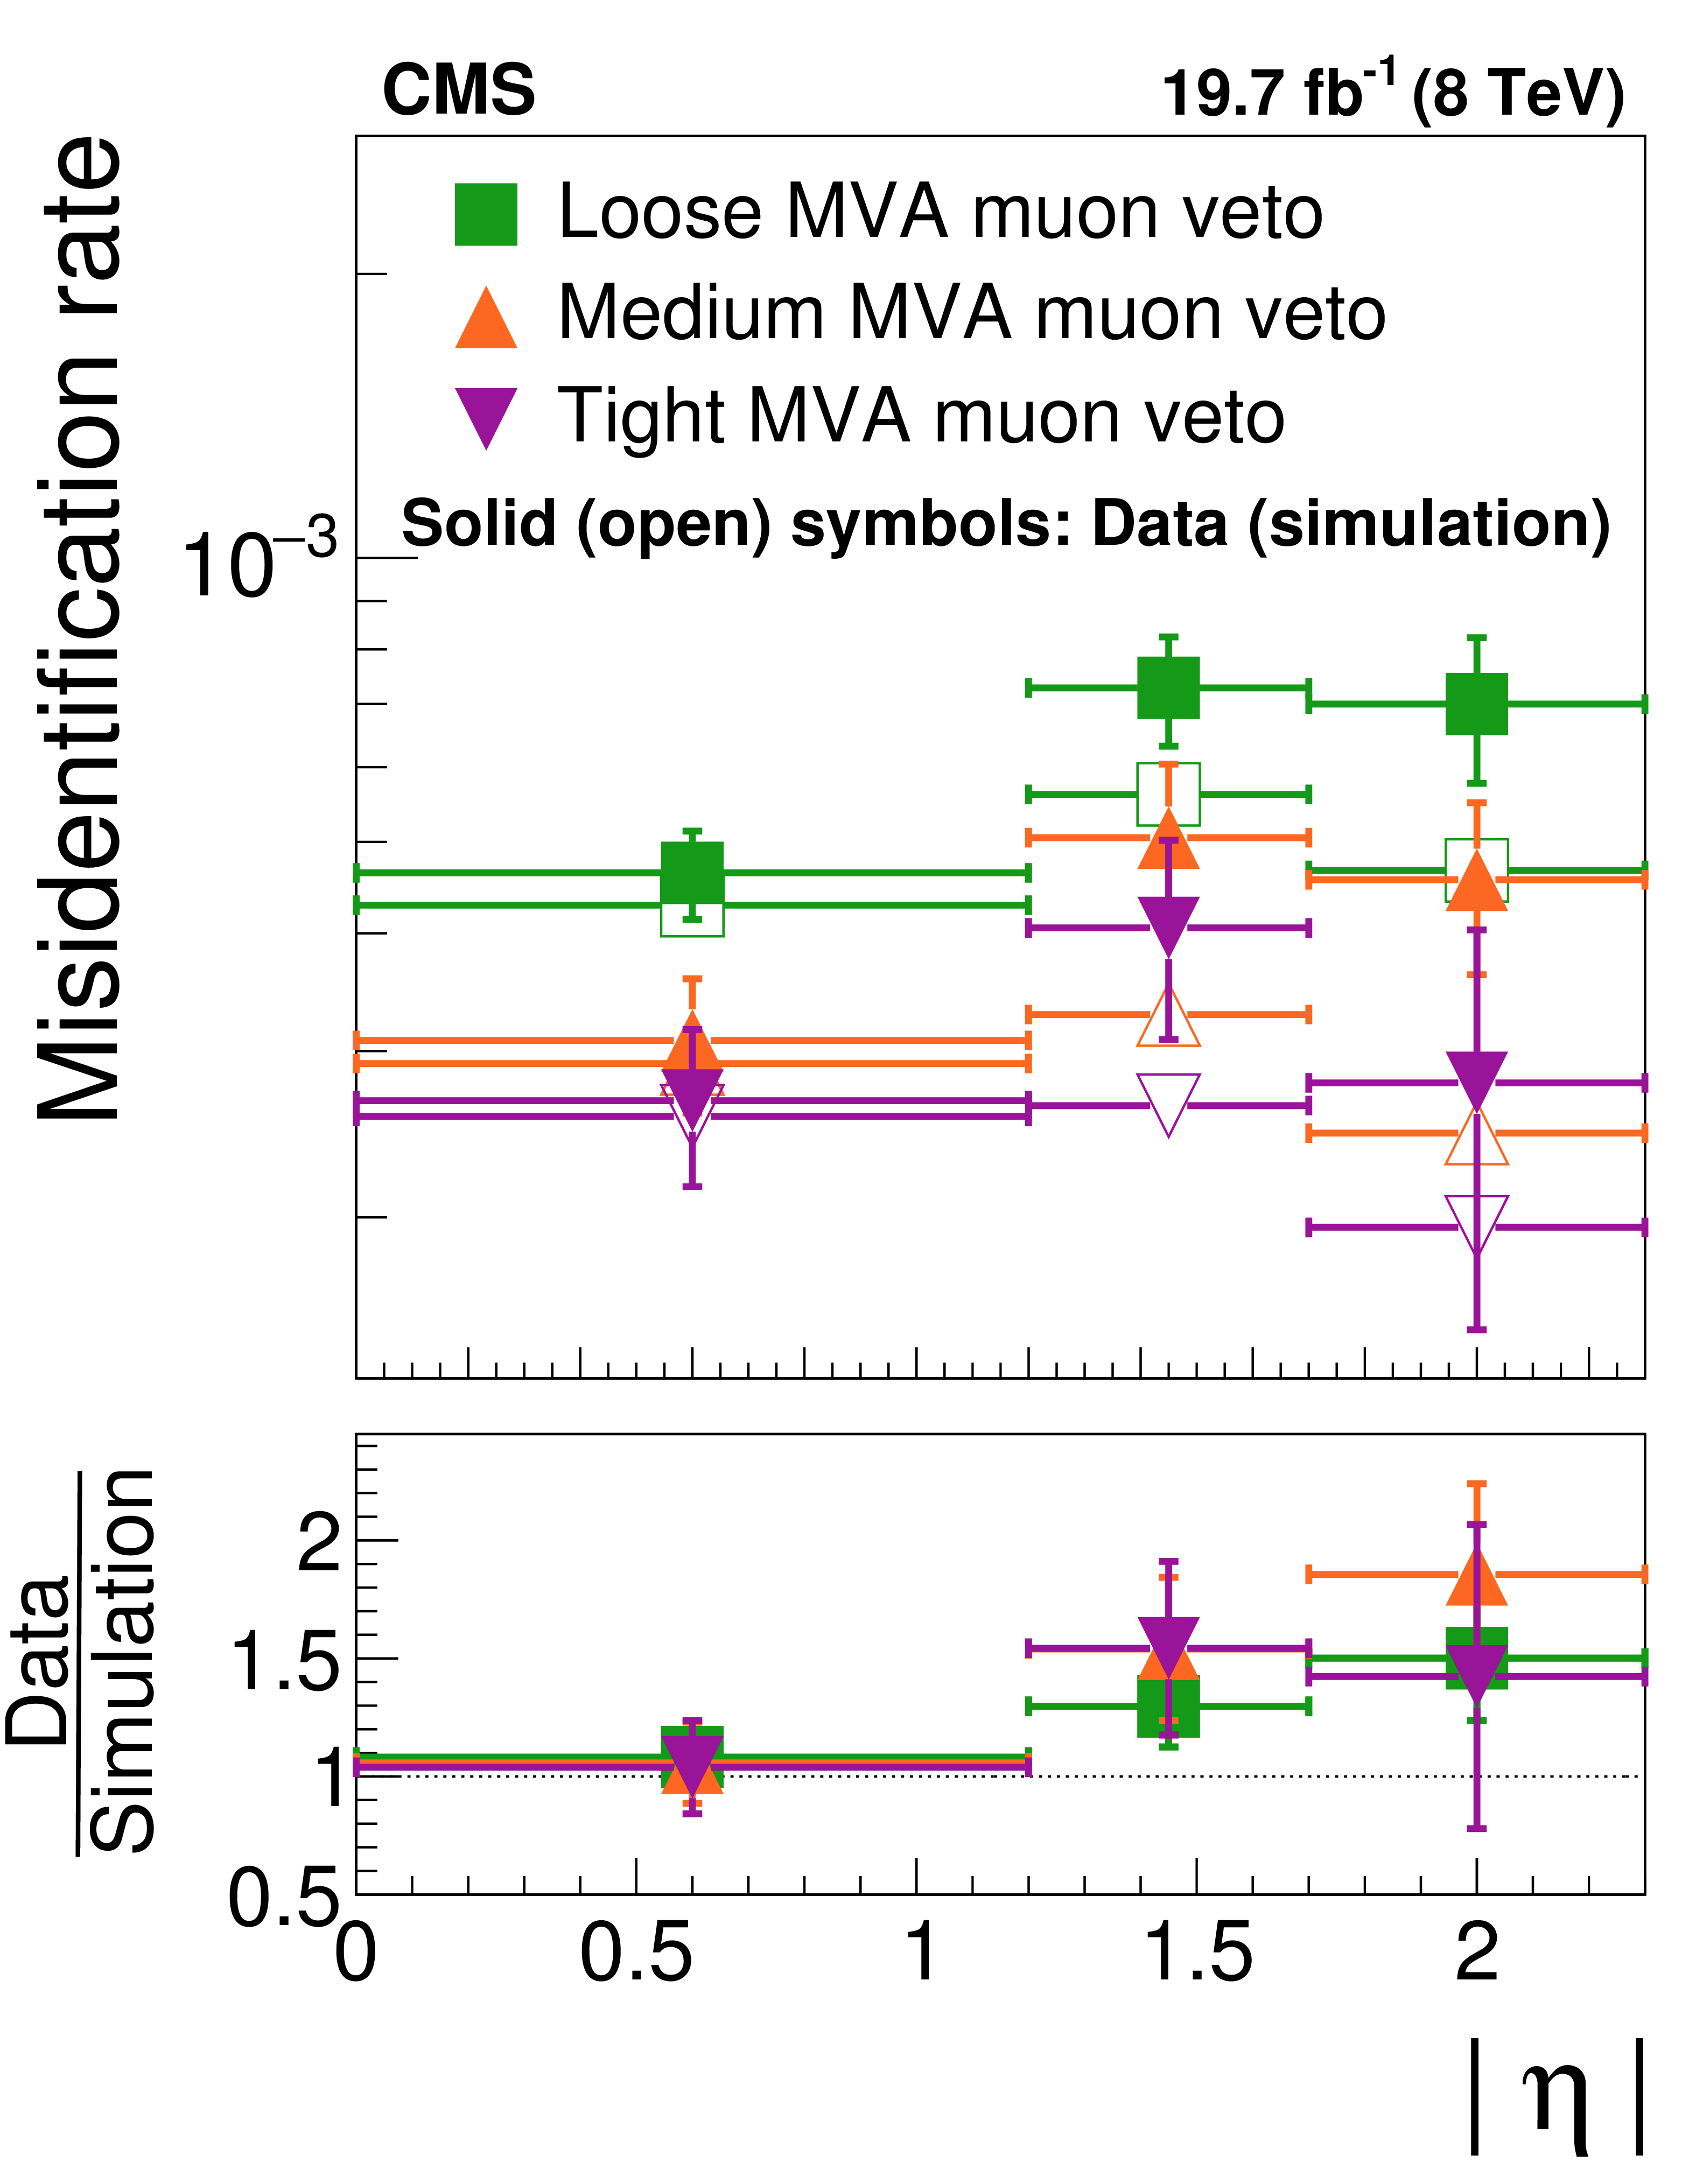 CMS
19.7 fb⁻¹ (8 TeV)
Misidentification rate
Loose MVA muon veto
Medium MVA muon veto
Tight MVA muon veto
Solid (open) symbols: Data (simulation)
10⁻³
Data
Simulation
2
1.5
1
0.5
0 0.5 1 1.5 2
| η |